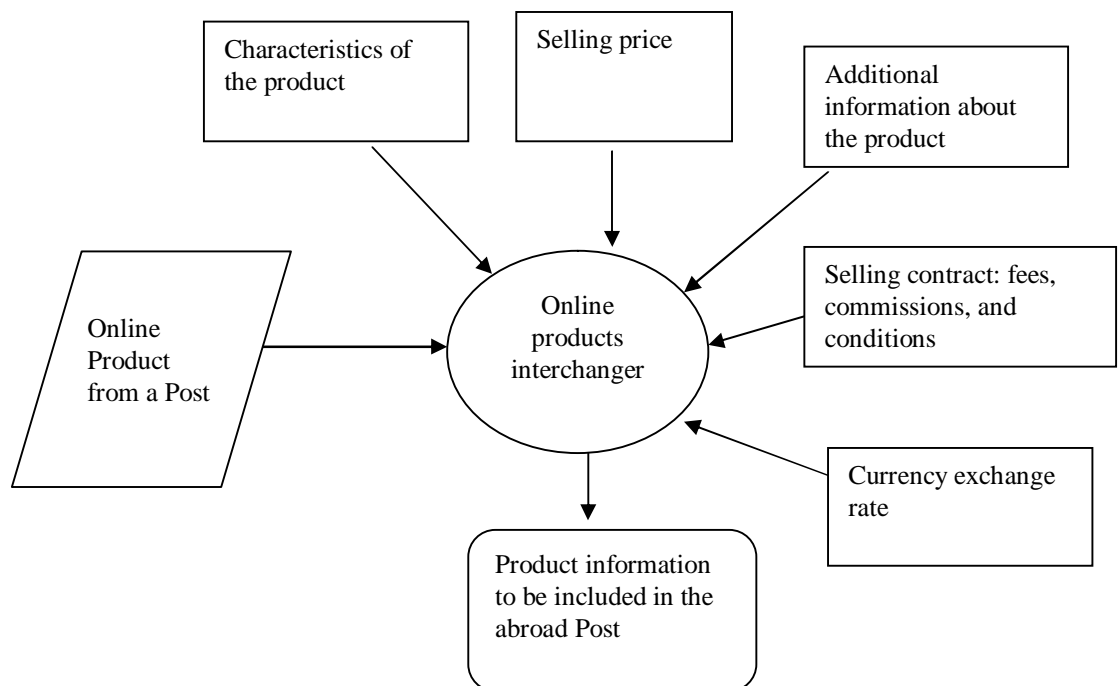 Characteristics of
the product
Selling price
Additional
information about
the product
Online
Product
from a Post
Online
products
interchanger
Selling contract: fees,
commissions, and
conditions
Currency exchange
rate
Product information
to be included in the
abroad Post